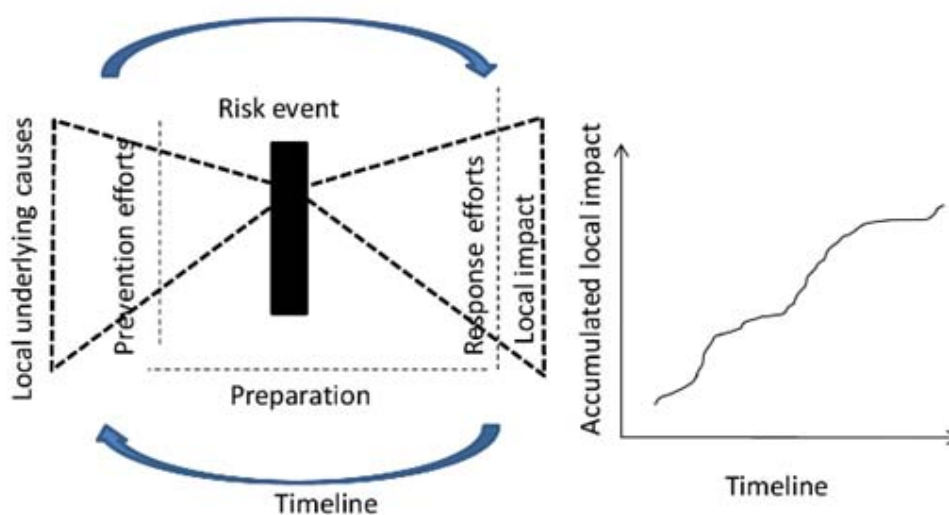 Risk event
Local underlying causes
Prevention efforts
Response efforts
Local impact
Preparation
Timeline
Accumulated local impact
Timeline